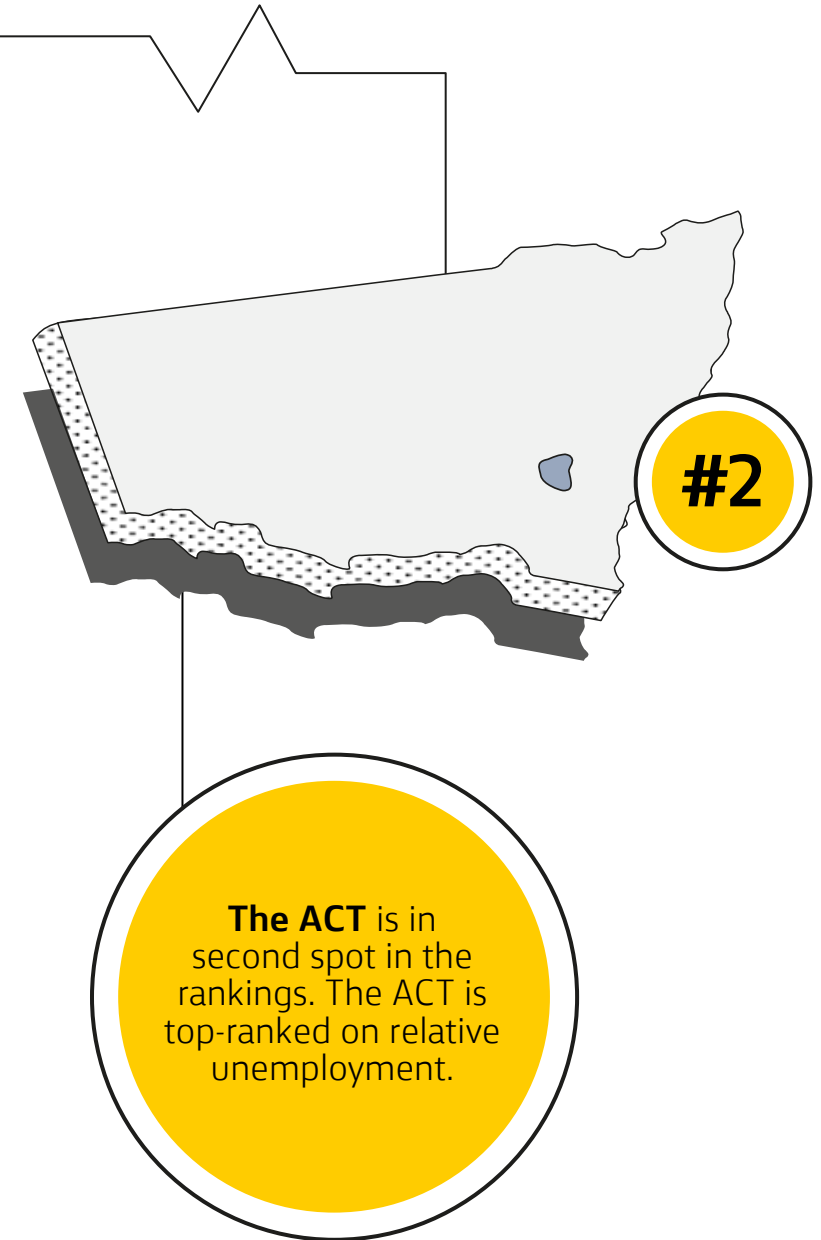 #2
The ACT is in
second spot in the
rankings. The ACT is
top-ranked on relative
unemployment.